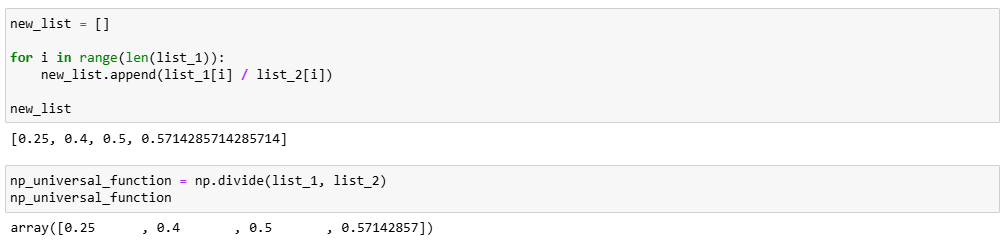 new_list = []
for i in range(len(list_1)):
    new_list.append(list_1[i] / list_2[i])
new_list
[0.25, 0.4, 0.5, 0.5714285714285714]
np_universal_function = np.divide(list_1, list_2)
np_universal_function
array([0.25      , 0.4       , 0.5       , 0.57142857])